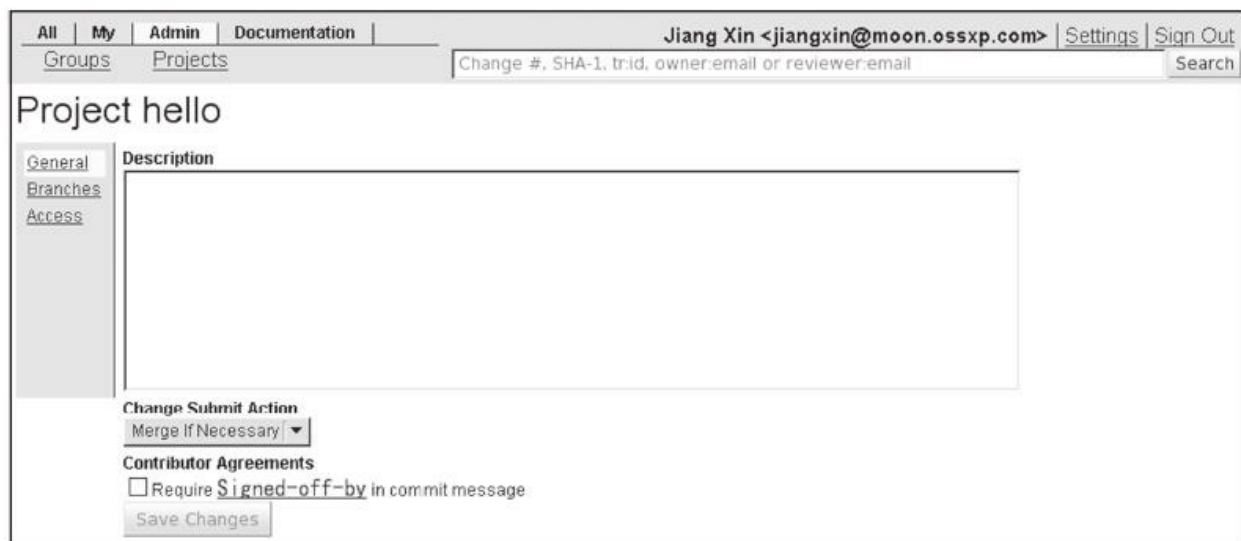 All My Admin Documentation Jiang Xin <jiangxin@moon.ossxp.com> Settings Sign Out
Groups Projects Change #, SHA-1, tr:id, owner:email or reviewer:email Search
Project hello
General Description
Branches
Access
Change Submit Action
Merge If Necessary
Contributor Agreements
Require Signed-off-by in commit message
Save Changes